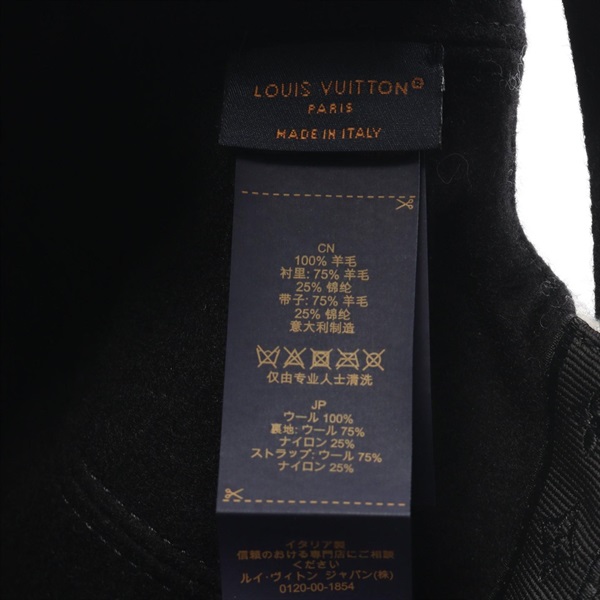 LOUIS VUITTON®
PARIS
MADE IN ITALY
CN
100% 羊毛
衬里: 75% 羊毛
25% 锦纶
带子: 75% 羊毛
25% 锦纶
意大利制造
仅由专业人士清洗
JP
ウール 100%
裏地: ウール 75%
ナイロン 25%
ストラップ: ウール 75%
ナイロン 25%
イタリア製
信頼のおける専門店にご相談
ください
ルイ・ヴィトン ジャパン(株)
0120-00-1854